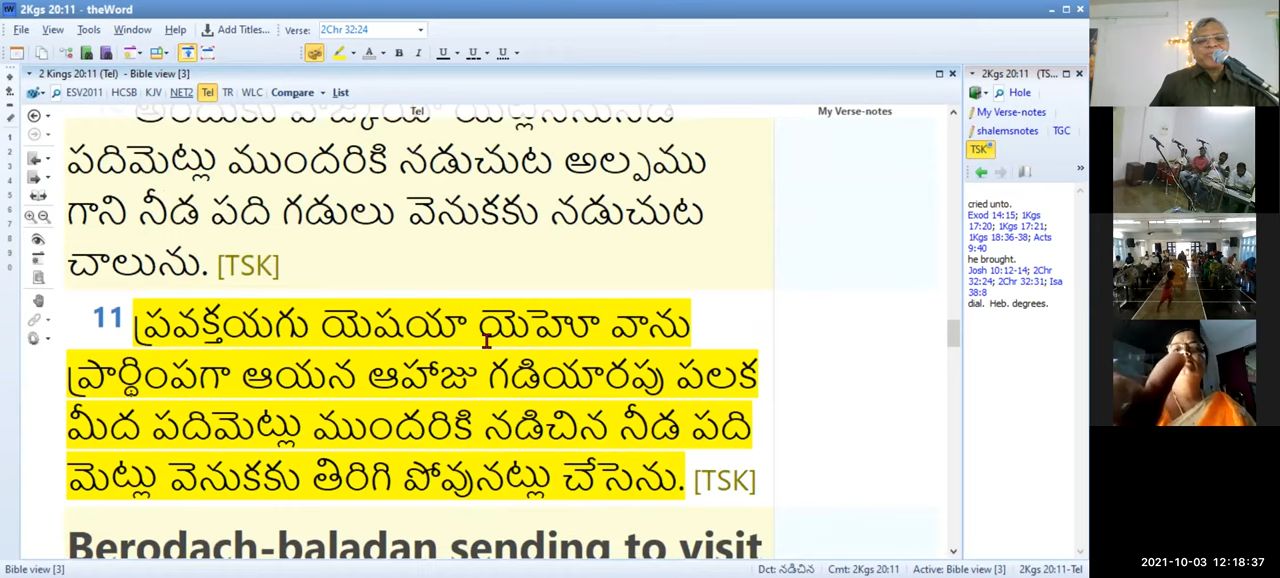 2Kgs 20:11 - theWord
File View Tools Window Help Add Titles... Verse: 2Chr 32:24
B I U U U
2 Kings 20:11 (Tel) - Bible view [3]
ESV2011 HCSB KJV NET2 Tel TR WLC Compare List
Tel My Verse-notes
పదిమెట్లు ముందరికి నడుచుట అల్పము
గాని నీడ పది గడులు వెనుకకు నడుచుట
చాలును. [TSK]
11 ప్రవక్తయగు యెషయా యెహో వాను
ప్రార్థింపగా ఆయన ఆహాజు గడియారపు పలక
మీద పదిమెట్లు ముందరికి నడిచిన నీడ పది
మెట్లు వెనుకకు తిరిగి పోవునట్లు చేసెను. [TSK]
Berodach-baladan sending to visit
2Kgs 20:11 (TS...
Hole
My Verse-notes
shalemsnotes TGC
TSK
cried unto.
Exod 14:15; 1Kgs
17:20; 1Kgs 17:21;
1Kgs 18:36-38; Acts
9:40
he brought.
Josh 10:12-14; 2Chr
32:24; 2Chr 32:31; Isa
38:8
dial. Heb. degrees.
Bible view [3] Dct: నడిచిన Cmt: 2Kgs 20:11 Active: Bible view [3] 2Kgs 20:11-Tel
2021-10-03 12:18:37